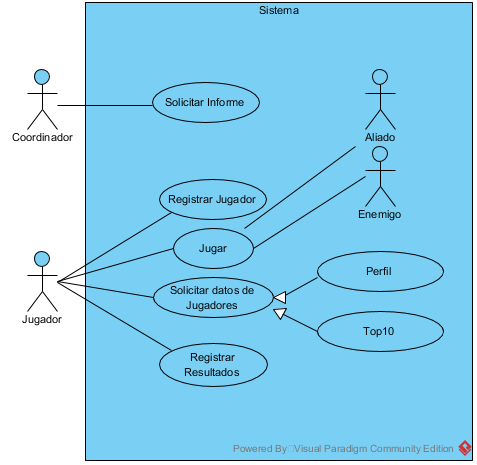 Sistema
Solicitar Informe
Coordinador
Aliado
Registrar Jugador
Enemigo
Jugar
Perfil
Solicitar datos de
Jugadores
Jugador
Top10
Registrar
Resultados
Powered By Visual Paradigm Community Edition